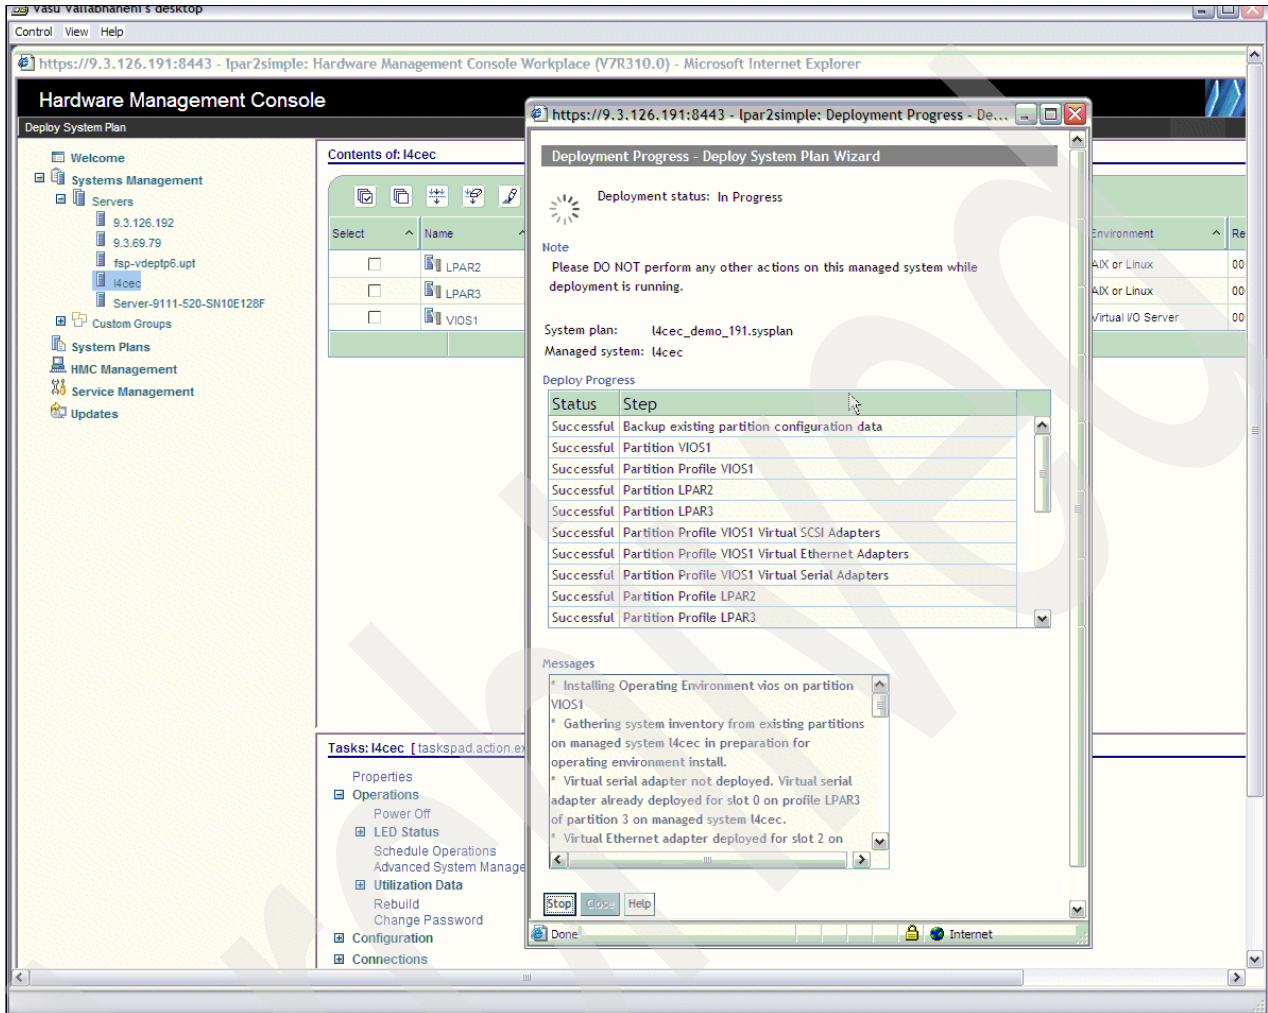 Vasu Vallabhaneni's desktop
Control View Help
https://9.3.126.191:8443 - lpar2simple: Hardware Management Console Workplace (V7R310.0) - Microsoft Internet Explorer
Hardware Management Console
Deploy System Plan
Welcome
Systems Management
Servers
9.3.126.192
9.3.69.79
fsp-vdeptp6.upt
l4cec
Server-9111-520-SN10E128F
Custom Groups
System Plans
HMC Management
Service Management
Updates
Contents of: l4cec
Select Name Environment Re
LPAR2 AIX or Linux 00
LPAR3 AIX or Linux 00
VIOS1 Virtual I/O Server 00
Tasks: l4cec [ taskspad.action.ex
Properties
Operations
Power Off
LED Status
Schedule Operations
Advanced System Manage
Utilization Data
Rebuild
Change Password
Configuration
Connections
https://9.3.126.191:8443 - lpar2simple: Deployment Progress - De...
Deployment Progress - Deploy System Plan Wizard
Deployment status: In Progress
Note
Please DO NOT perform any other actions on this managed system while
deployment is running.
System plan: l4cec_demo_191.sysplan
Managed system: l4cec
Deploy Progress
Status Step
Successful Backup existing partition configuration data
Successful Partition VIOS1
Successful Partition Profile VIOS1
Successful Partition LPAR2
Successful Partition LPAR3
Successful Partition Profile VIOS1 Virtual SCSI Adapters
Successful Partition Profile VIOS1 Virtual Ethernet Adapters
Successful Partition Profile VIOS1 Virtual Serial Adapters
Successful Partition Profile LPAR2
Successful Partition Profile LPAR3
Messages
* Installing Operating Environment vios on partition
VIOS1
* Gathering system inventory from existing partitions
on managed system l4cec in preparation for
operating environment install.
* Virtual serial adapter not deployed. Virtual serial
adapter already deployed for slot 0 on profile LPAR3
of partition 3 on managed system l4cec.
* Virtual Ethernet adapter deployed for slot 2 on
Stop Close Help
Done Internet